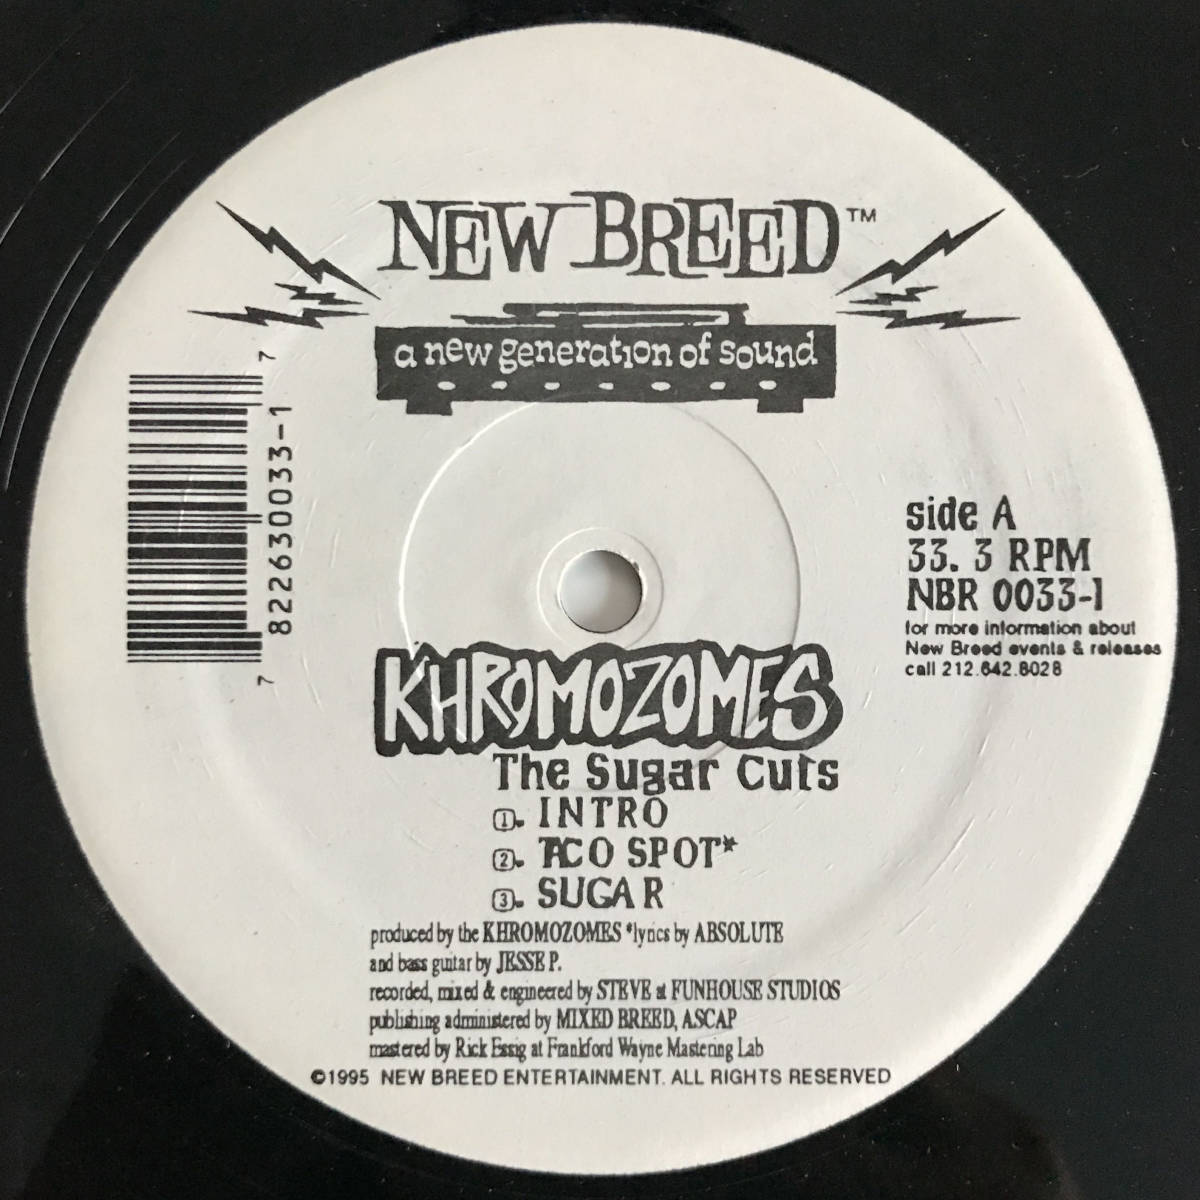 NEW BREED™
a new generation of sound
7 82263 0033-1 7
side A
33. 3 RPM
NBR 0033-1
for more information about
New Breed events & releases
call 212.642.8028
KHROMOZOMES
The Sugar Cuts
1. INTRO
2. TACO SPOT*
3. SUGAR
produced by the KHROMOZOMES *lyrics by ABSOLUTE
and bass guitar by JESSE P.
recorded, mixed & engineered by STEVE at FUNHOUSE STUDIOS
publishing administered by MIXED BREED, ASCAP
mastered by Rick Essig at Frankford Wayne Mastering Lab
©1995 NEW BREED ENTERTAINMENT. ALL RIGHTS RESERVED